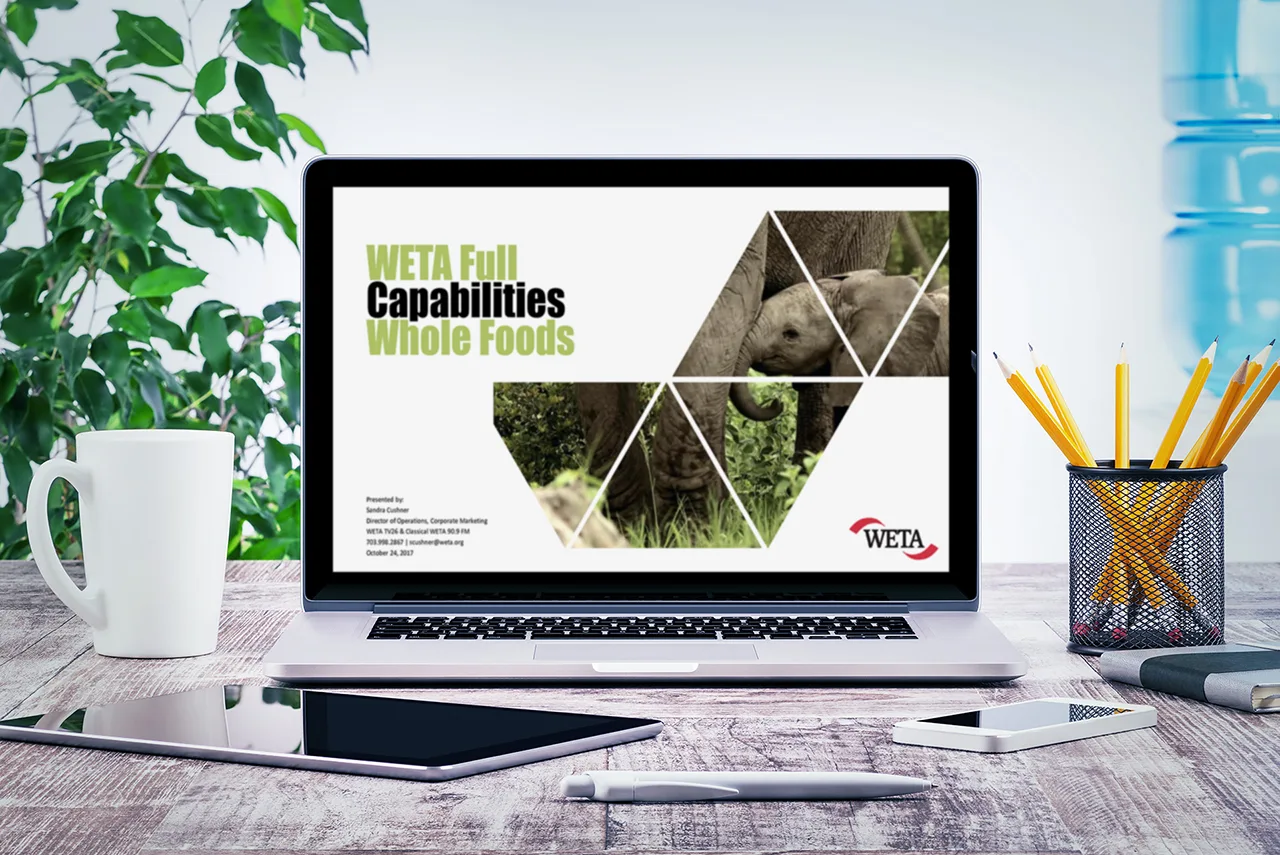 WETA Full
Capabilities
Whole Foods
Presented by:
Sandra Cushner
Director of Operations, Corporate Marketing
WETA TV26 & Classical WETA 90.9 FM
703.998.2867 | scushner@weta.org
October 24, 2017
WETA